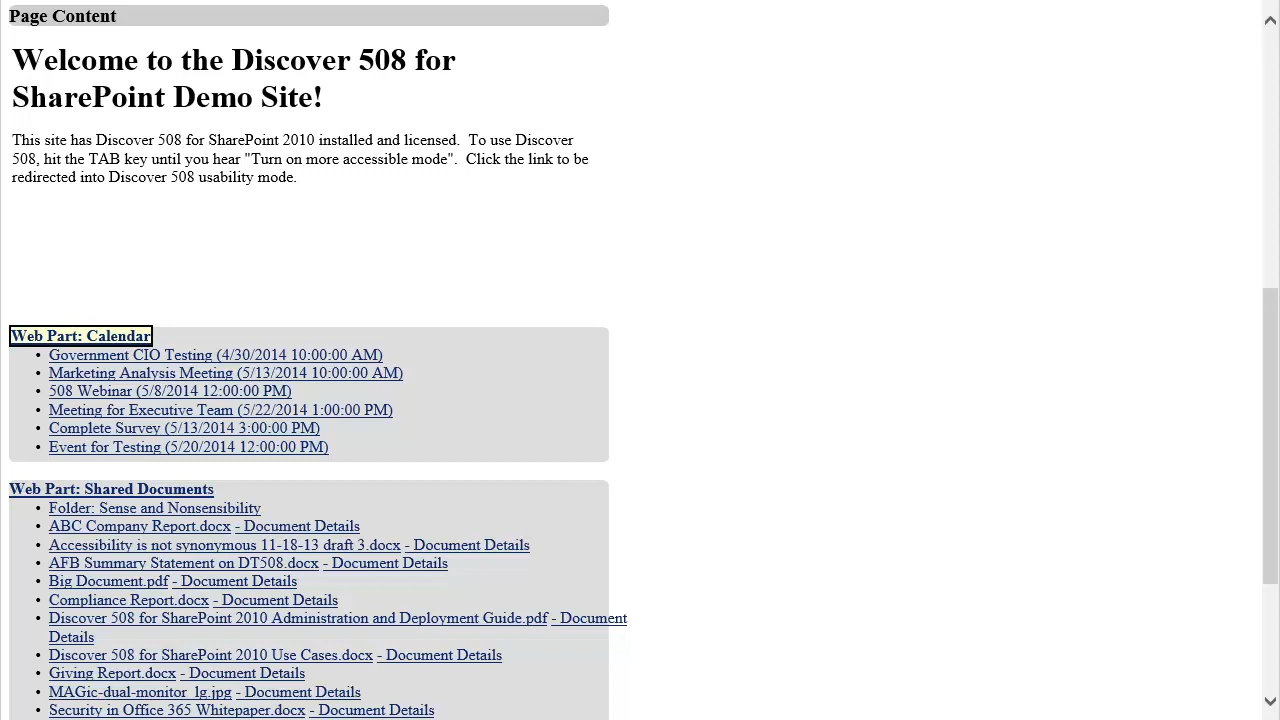 Page Content
Welcome to the Discover 508 for
SharePoint Demo Site!
This site has Discover 508 for SharePoint 2010 installed and licensed.  To use Discover
508, hit the TAB key until you hear "Turn on more accessible mode".  Click the link to be
redirected into Discover 508 usability mode.
Web Part: Calendar
• Government CIO Testing (4/30/2014 10:00:00 AM)
• Marketing Analysis Meeting (5/13/2014 10:00:00 AM)
• 508 Webinar (5/8/2014 12:00:00 PM)
• Meeting for Executive Team (5/22/2014 1:00:00 PM)
• Complete Survey (5/13/2014 3:00:00 PM)
• Event for Testing (5/20/2014 12:00:00 PM)
Web Part: Shared Documents
• Folder: Sense and Nonsensibility
• ABC Company Report.docx - Document Details
• Accessibility is not synonymous 11-18-13 draft 3.docx - Document Details
• AFB Summary Statement on DT508.docx - Document Details
• Big Document.pdf - Document Details
• Compliance Report.docx - Document Details
• Discover 508 for SharePoint 2010 Administration and Deployment Guide.pdf - Document
Details
• Discover 508 for SharePoint 2010 Use Cases.docx - Document Details
• Giving Report.docx - Document Details
• MAGic-dual-monitor_lg.jpg - Document Details
• Security in Office 365 Whitepaper.docx - Document Details